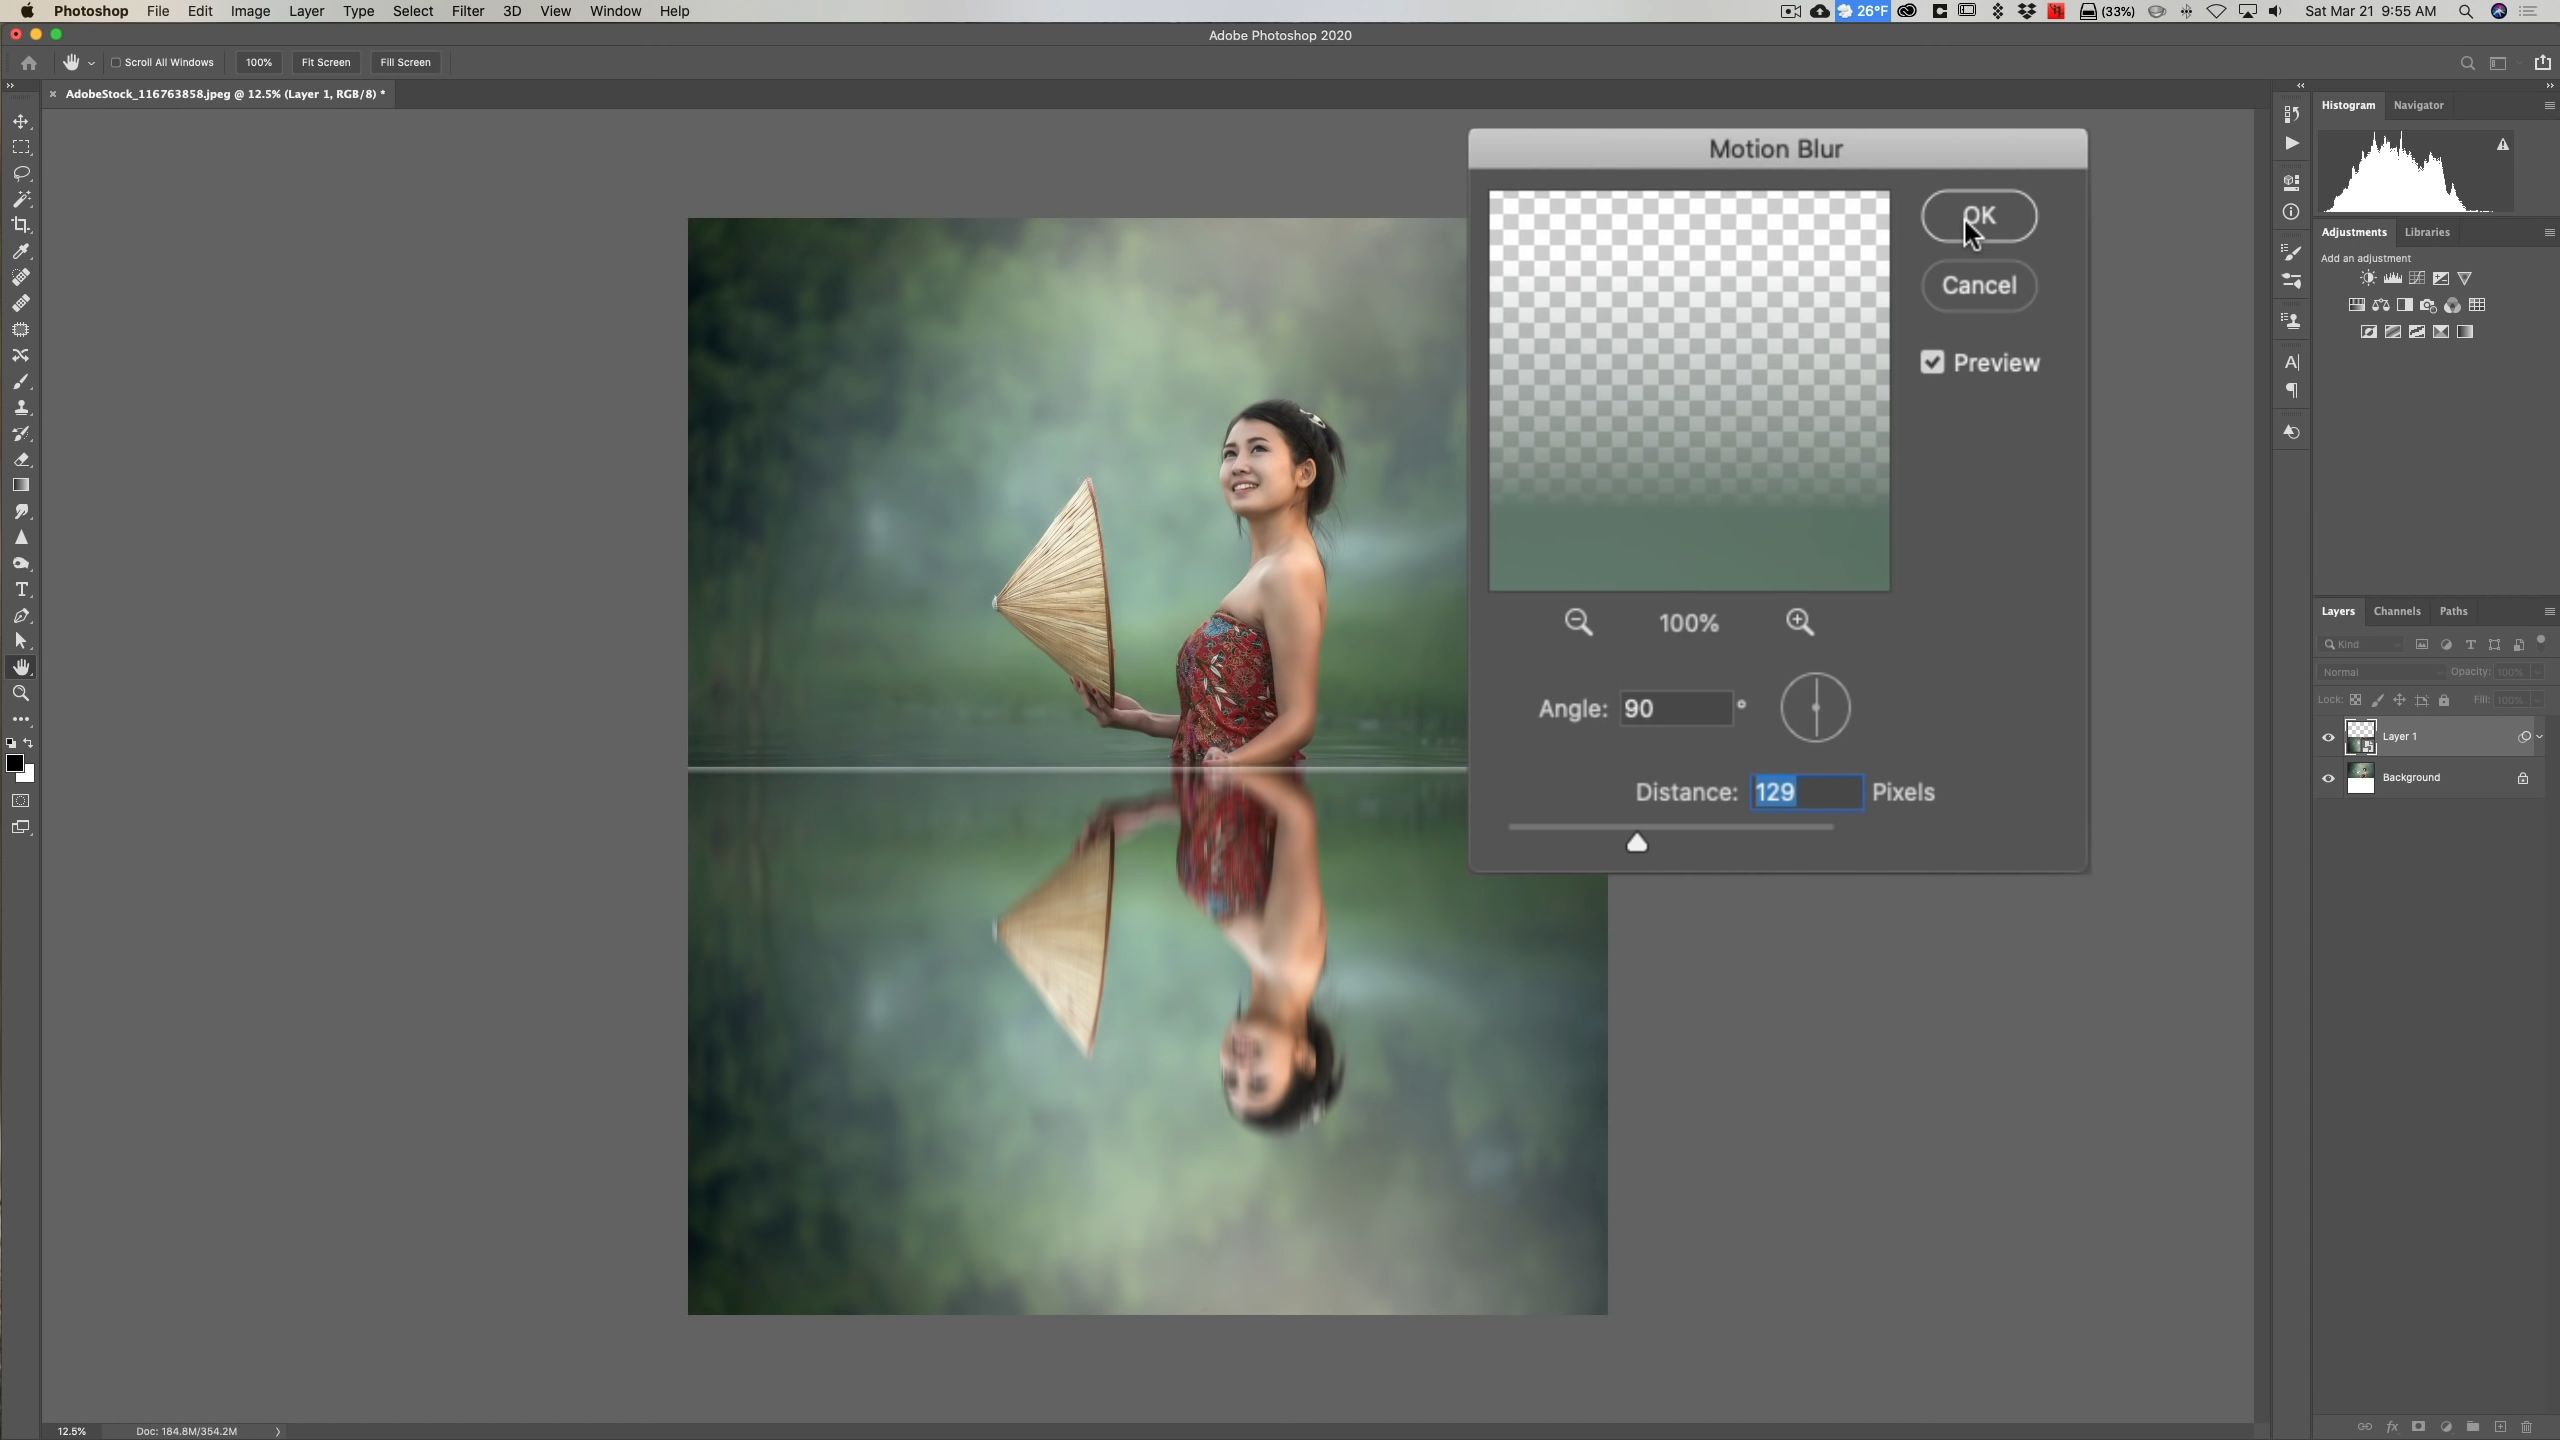 Photoshop File Edit Image Layer Type Select Filter 3D View Window Help 26°F (33%) Sat Mar 21 9:55 AM
Adobe Photoshop 2020
Scroll All Windows 100% Fit Screen Fill Screen
AdobeStock_116763858.jpeg @ 12.5% (Layer 1, RGB/8) *
Histogram Navigator
Motion Blur
OK
Cancel
Preview
100%
Angle: 90 °
Distance: 129 Pixels
Adjustments Libraries
Add an adjustment
Layers Channels Paths
Kind
Normal Opacity: 100%
Lock: Fill: 100%
Layer 1
Background
12.5% Doc: 184.8M/354.2M